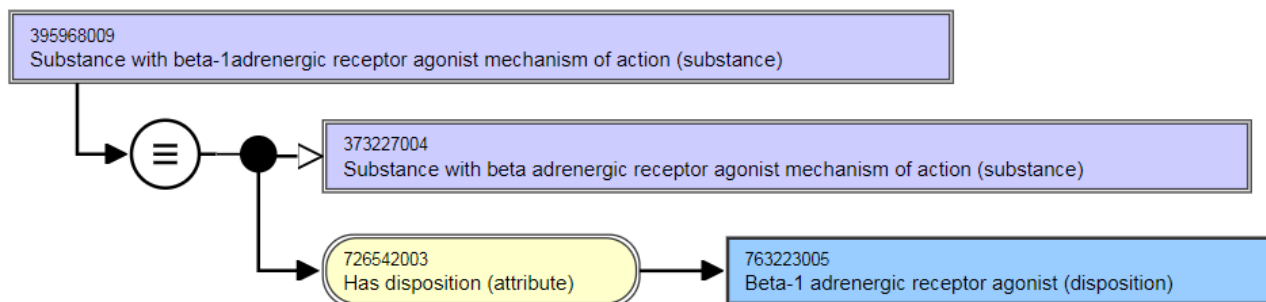 395968009
Substance with beta-1adrenergic receptor agonist mechanism of action (substance)
373227004
Substance with beta adrenergic receptor agonist mechanism of action (substance)
726542003
Has disposition (attribute)
763223005
Beta-1 adrenergic receptor agonist (disposition)